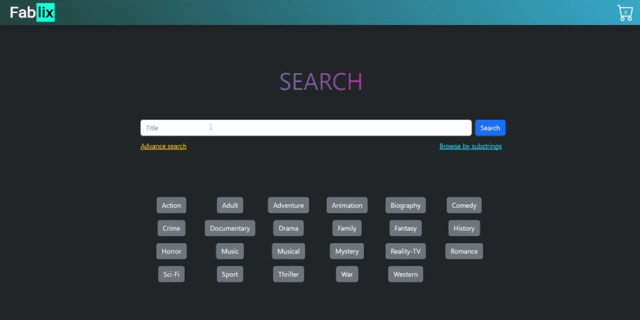 Fablix
0
SEARCH
Title
Search
Advance search
Browse by substrings
Action Adult Adventure Animation Biography Comedy
Crime Documentary Drama Family Fantasy History
Horror Music Musical Mystery Reality-TV Romance
Sci-Fi Sport Thriller War Western